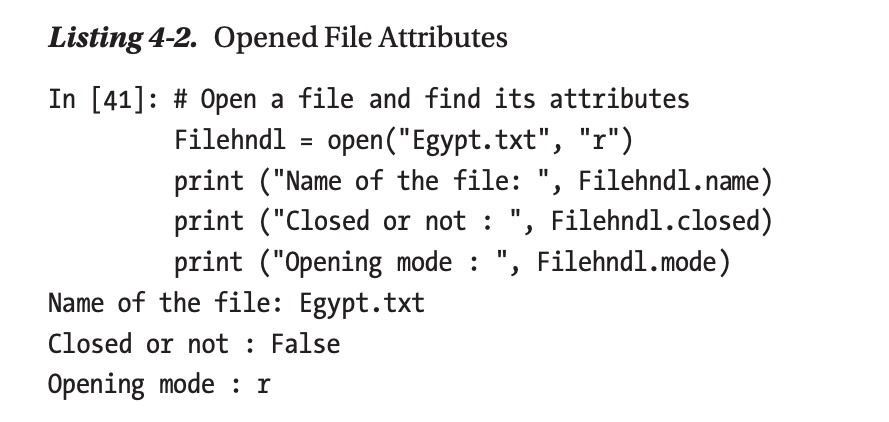 Listing 4-2. Opened File Attributes
In [41]: # Open a file and find its attributes
Filehndl = open("Egypt.txt", "r")
print ("Name of the file: ", Filehndl.name)
print ("Closed or not : ", Filehndl.closed)
print ("Opening mode : ", Filehndl.mode)
Name of the file: Egypt.txt
Closed or not : False
Opening mode : r